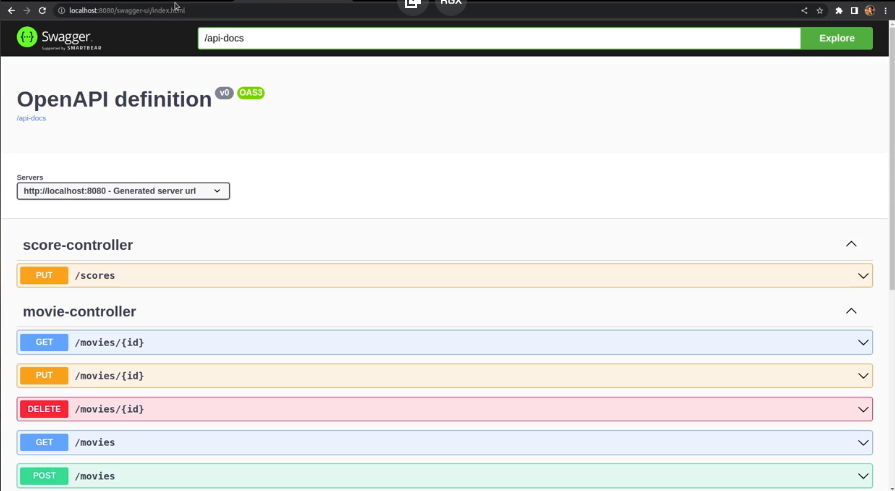 RGX
localhost:8080/swagger-ui/index.html
{...} Swagger.
Supported by SMARTBEAR
/api-docs
Explore
OpenAPI definition v0 OAS3
/api-docs
Servers
http://localhost:8080 - Generated server url
score-controller
PUT /scores
movie-controller
GET /movies/{id}
PUT /movies/{id}
DELETE /movies/{id}
GET /movies
POST /movies